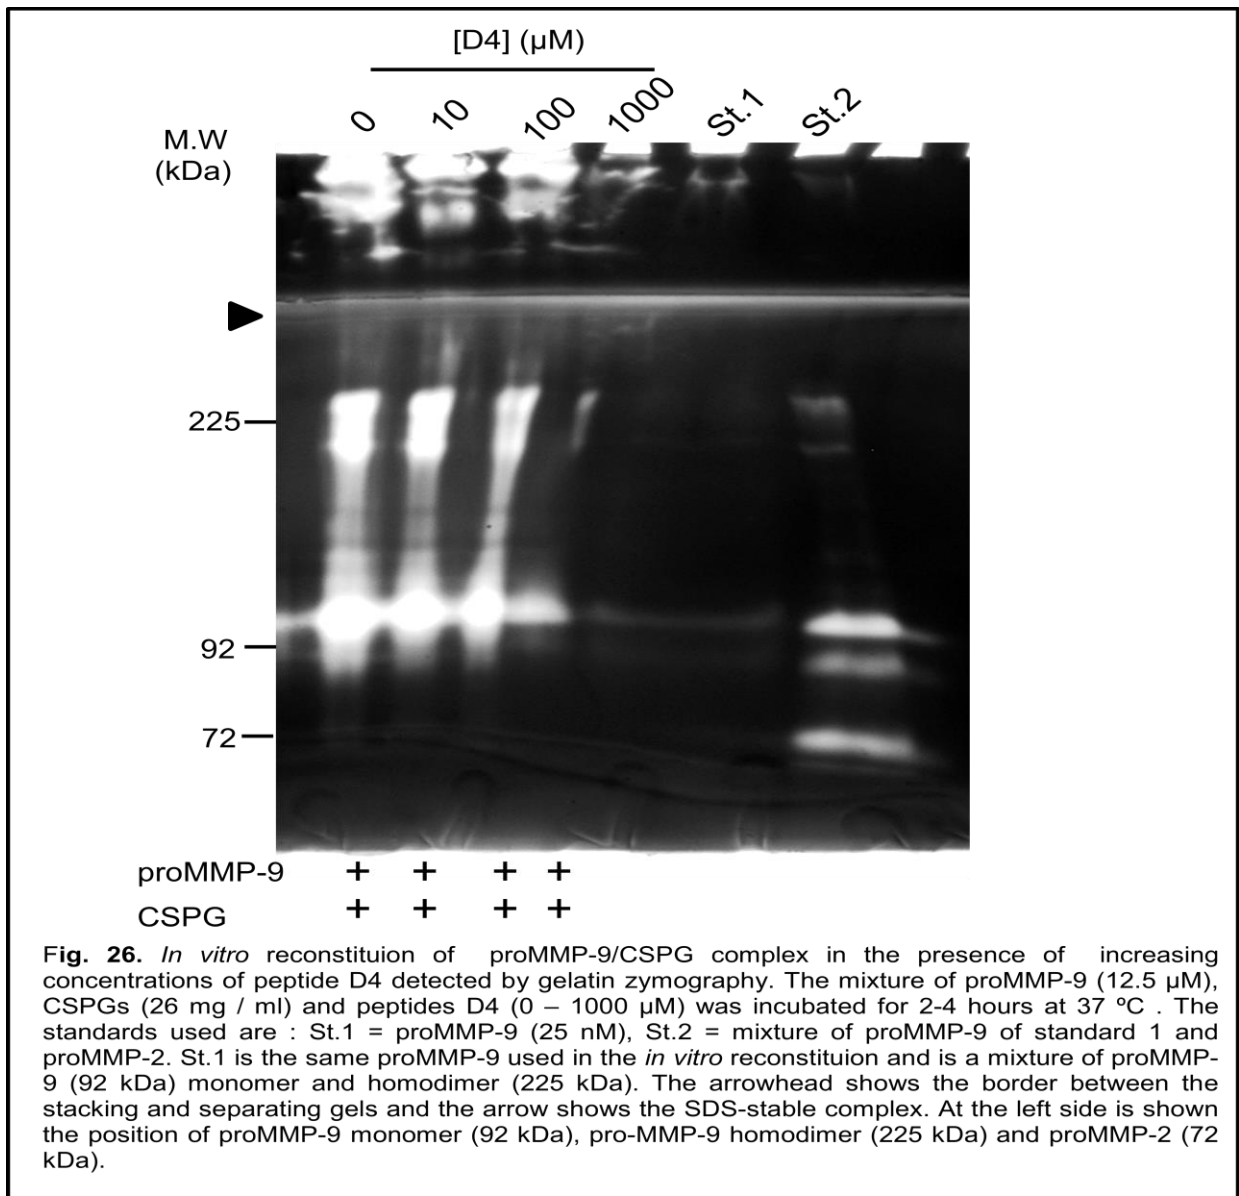 [D4] (µM)
0 10 100 1000 St.1 St.2
M.W
(kDa)
225
92
72
proMMP-9 + + + +
CSPG + + + +
Fig. 26. In vitro reconstituion of proMMP-9/CSPG complex in the presence of increasing
concentrations of peptide D4 detected by gelatin zymography. The mixture of proMMP-9 (12.5 µM),
CSPGs (26 mg / ml) and peptides D4 (0 – 1000 µM) was incubated for 2-4 hours at 37 ºC . The
standards used are : St.1 = proMMP-9 (25 nM), St.2 = mixture of proMMP-9 of standard 1 and
proMMP-2. St.1 is the same proMMP-9 used in the in vitro reconstituion and is a mixture of proMMP-
9 (92 kDa) monomer and homodimer (225 kDa). The arrowhead shows the border between the
stacking and separating gels and the arrow shows the SDS-stable complex. At the left side is shown
the position of proMMP-9 monomer (92 kDa), pro-MMP-9 homodimer (225 kDa) and proMMP-2 (72
kDa).